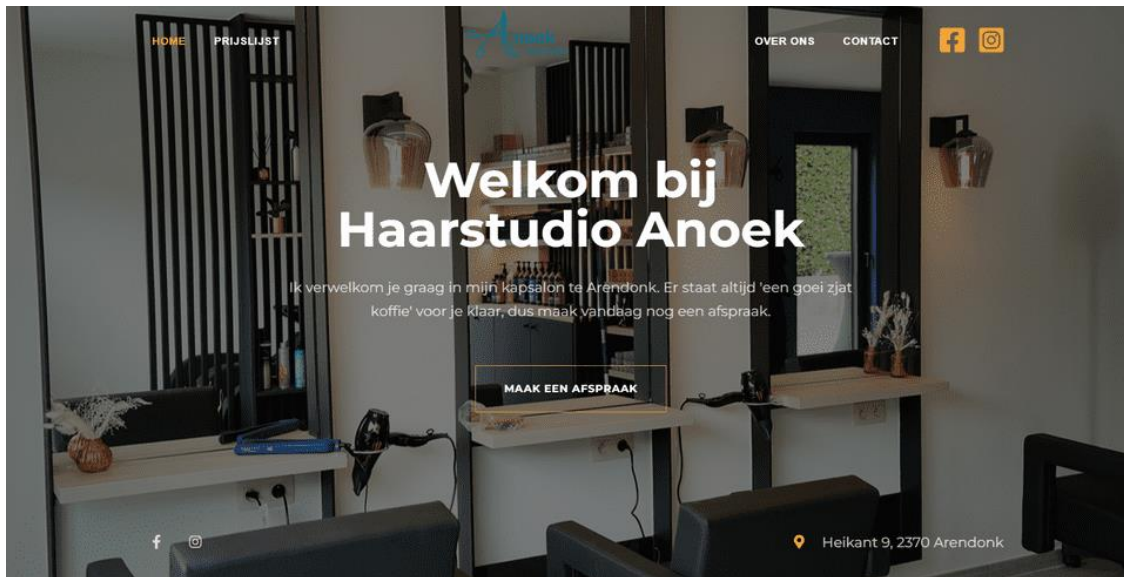 HOME PRIJSLIJST
Anoek
OVER ONS CONTACT
Welkom bij
Haarstudio Anoek
Ik verwelkom je graag in mijn kapsalon te Arendonk. Er staat altijd 'een goei zjat
koffie' voor je klaar, dus maak vandaag nog een afspraak.
MAAK EEN AFSPRAAK
Heikant 9, 2370 Arendonk